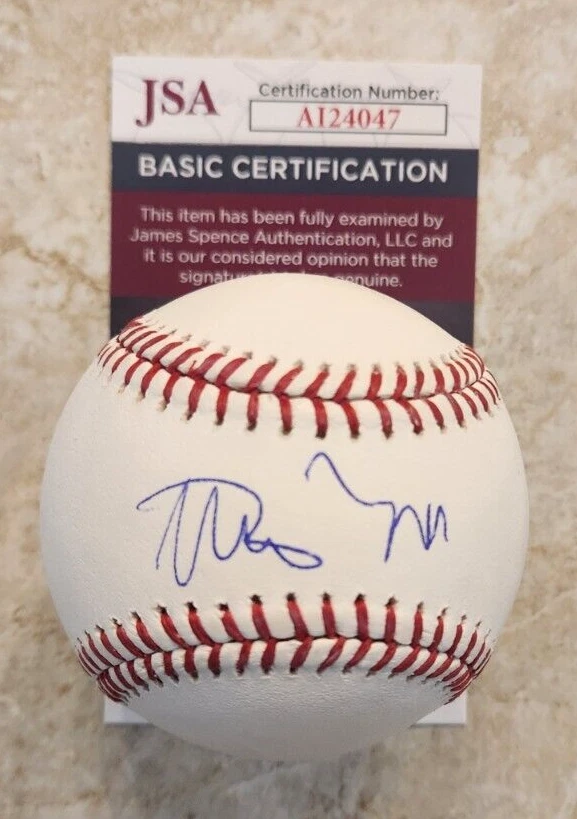 JSA
Certification Number:
AI24047
BASIC CERTIFICATION
This item has been fully examined by
James Spence Authentication, LLC and
it is our considered opinion that the
genuine.